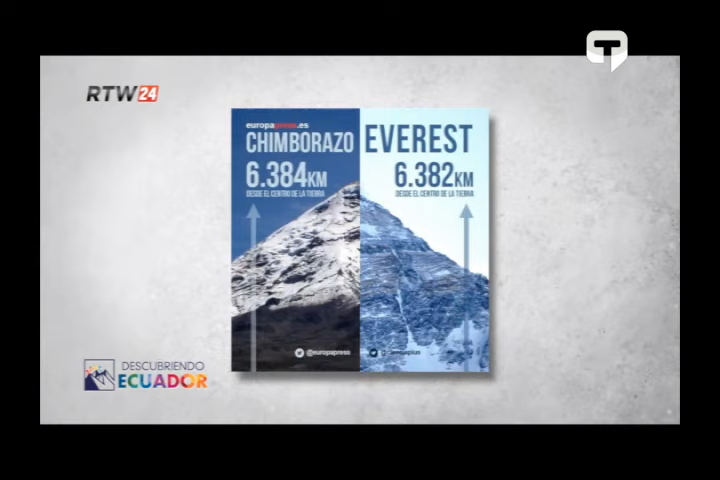 RTW24
europapress.es
CHIMBORAZO
6.384KM
DESDE EL CENTRO DE LA TIERRA
EVEREST
6.382KM
DESDE EL CENTRO DE LA TIERRA
@europapress
DESCUBRIENDO
ECUADOR